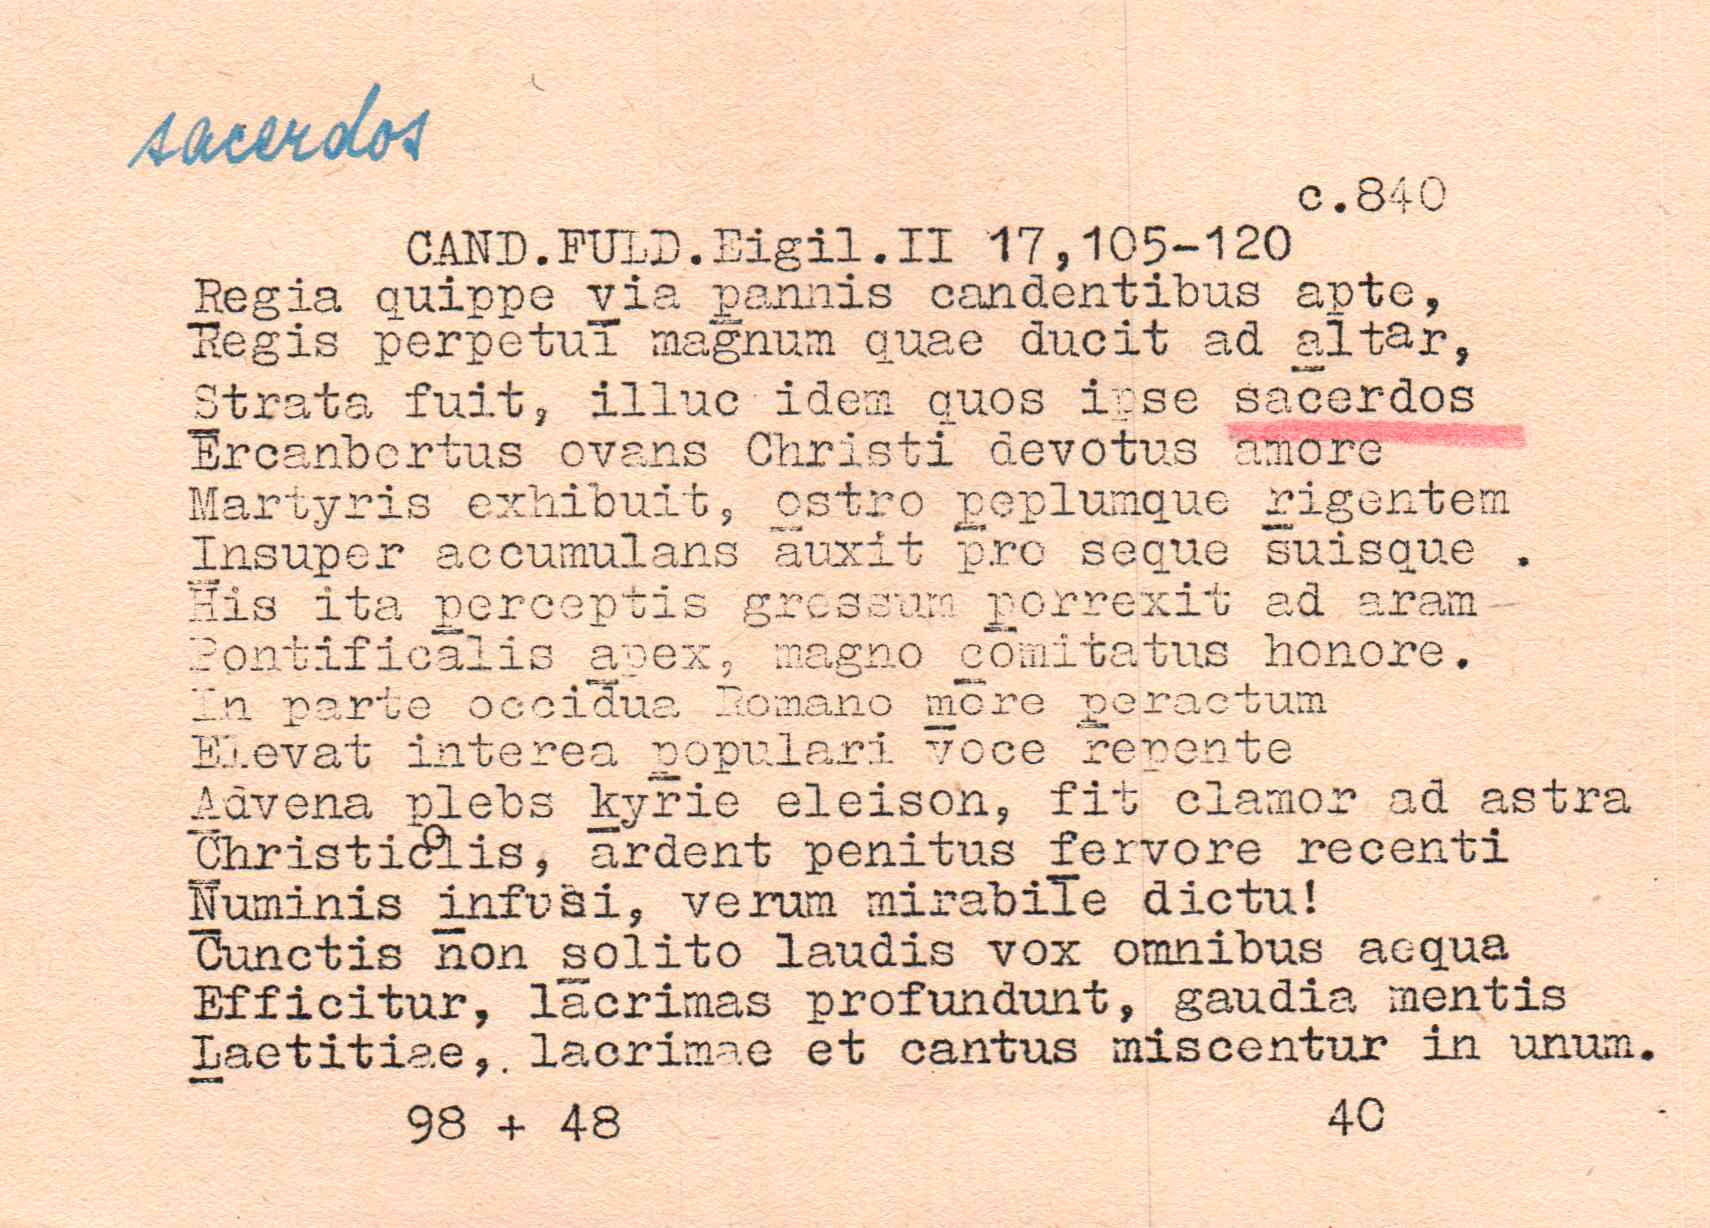 sacerdos
c.840
CAND.FULD.Eigil.II 17,105-120
Regia quippe via pannis candentibus apte,
Regis perpetui magnum quae ducit ad altar,
Strata fuit, illuc idem quos ipse sacerdos
Ercanbertus ovans Christi devotus amore
Martyris exhibuit, ostro peplumque rigentem
Insuper accumulans auxit pro seque suisque .
His ita perceptis gressum porrexit ad aram
Pontificalis apex, magno comitatus honore.
In parte occidua Romano more peractum
Elevat interea populari voce repente
Advena plebs kyrie eleison, fit clamor ad astra
Christicolis, ardent penitus fervore recenti
Numinis infusi, verum mirabile dictu!
Cunctis non solito laudis vox omnibus aequa
Efficitur, lacrimas profundunt, gaudia mentis
Laetitiae, lacrimae et cantus miscentur in unum.
98 + 48 40